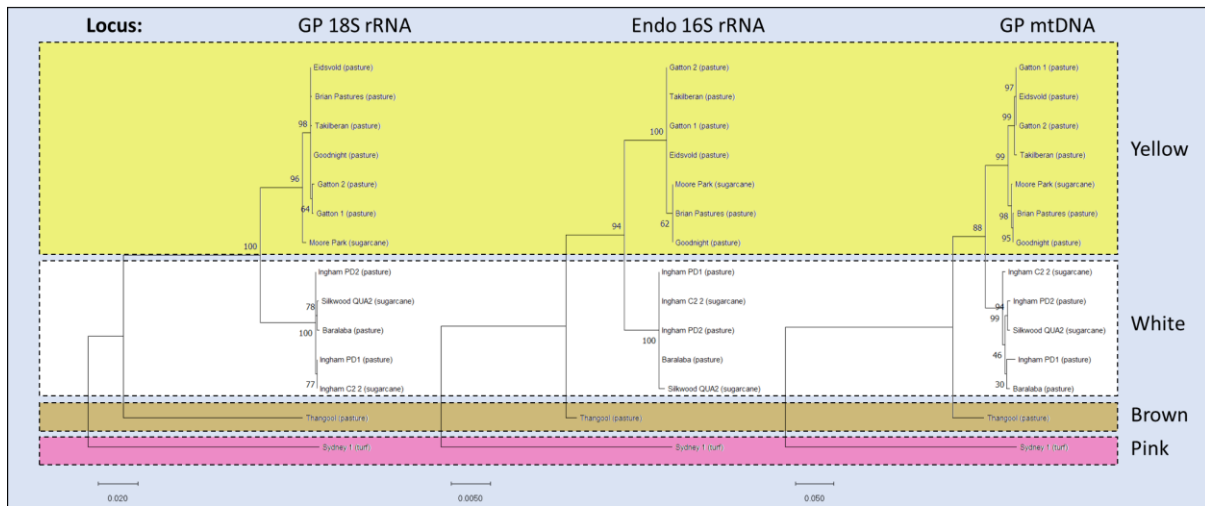 Locus: GP 18S rRNA Endo 16S rRNA GP mtDNA
Eidsvold (pasture) Gatton 2 (pasture) Gatton 1 (pasture)
97
Brian Pastures (pasture) Takilberan (pasture) Eidsvold (pasture)
98 Takilberan (pasture) 100 Gatton 1 (pasture) 99 Gatton 2 (pasture)
Goodnight (pasture) Eidsvold (pasture) Takilberan (pasture)
Yellow
96 99
Gatton 2 (pasture) Moore Park (sugarcane) Moore Park (sugarcane)
64 Gatton 1 (pasture) 62 Brian Pastures (pasture) 98 Brian Pastures (pasture)
94 88 95
Moore Park (sugarcane) Goodnight (pasture) Goodnight (pasture)
100
Ingham PD2 (pasture) Ingham PD1 (pasture) Ingham C2 2 (sugarcane)
78 Silkwood QUA2 (sugarcane) Ingham C2 2 (sugarcane) 94 Ingham PD2 (pasture)
99
100 Baralaba (pasture) 100 Ingham PD2 (pasture) Silkwood QUA2 (sugarcane)
White
46
Ingham PD1 (pasture) Baralaba (pasture) Ingham PD1 (pasture)
77 Ingham C2 2 (sugarcane) Silkwood QUA2 (sugarcane) 30 Baralaba (pasture)
Thangool (pasture) Thangool (pasture) Thangool (pasture) Brown
Sydney 1 (turf) Sydney 1 (turf) Sydney 1 (turf) Pink
0.020 0.0050 0.050